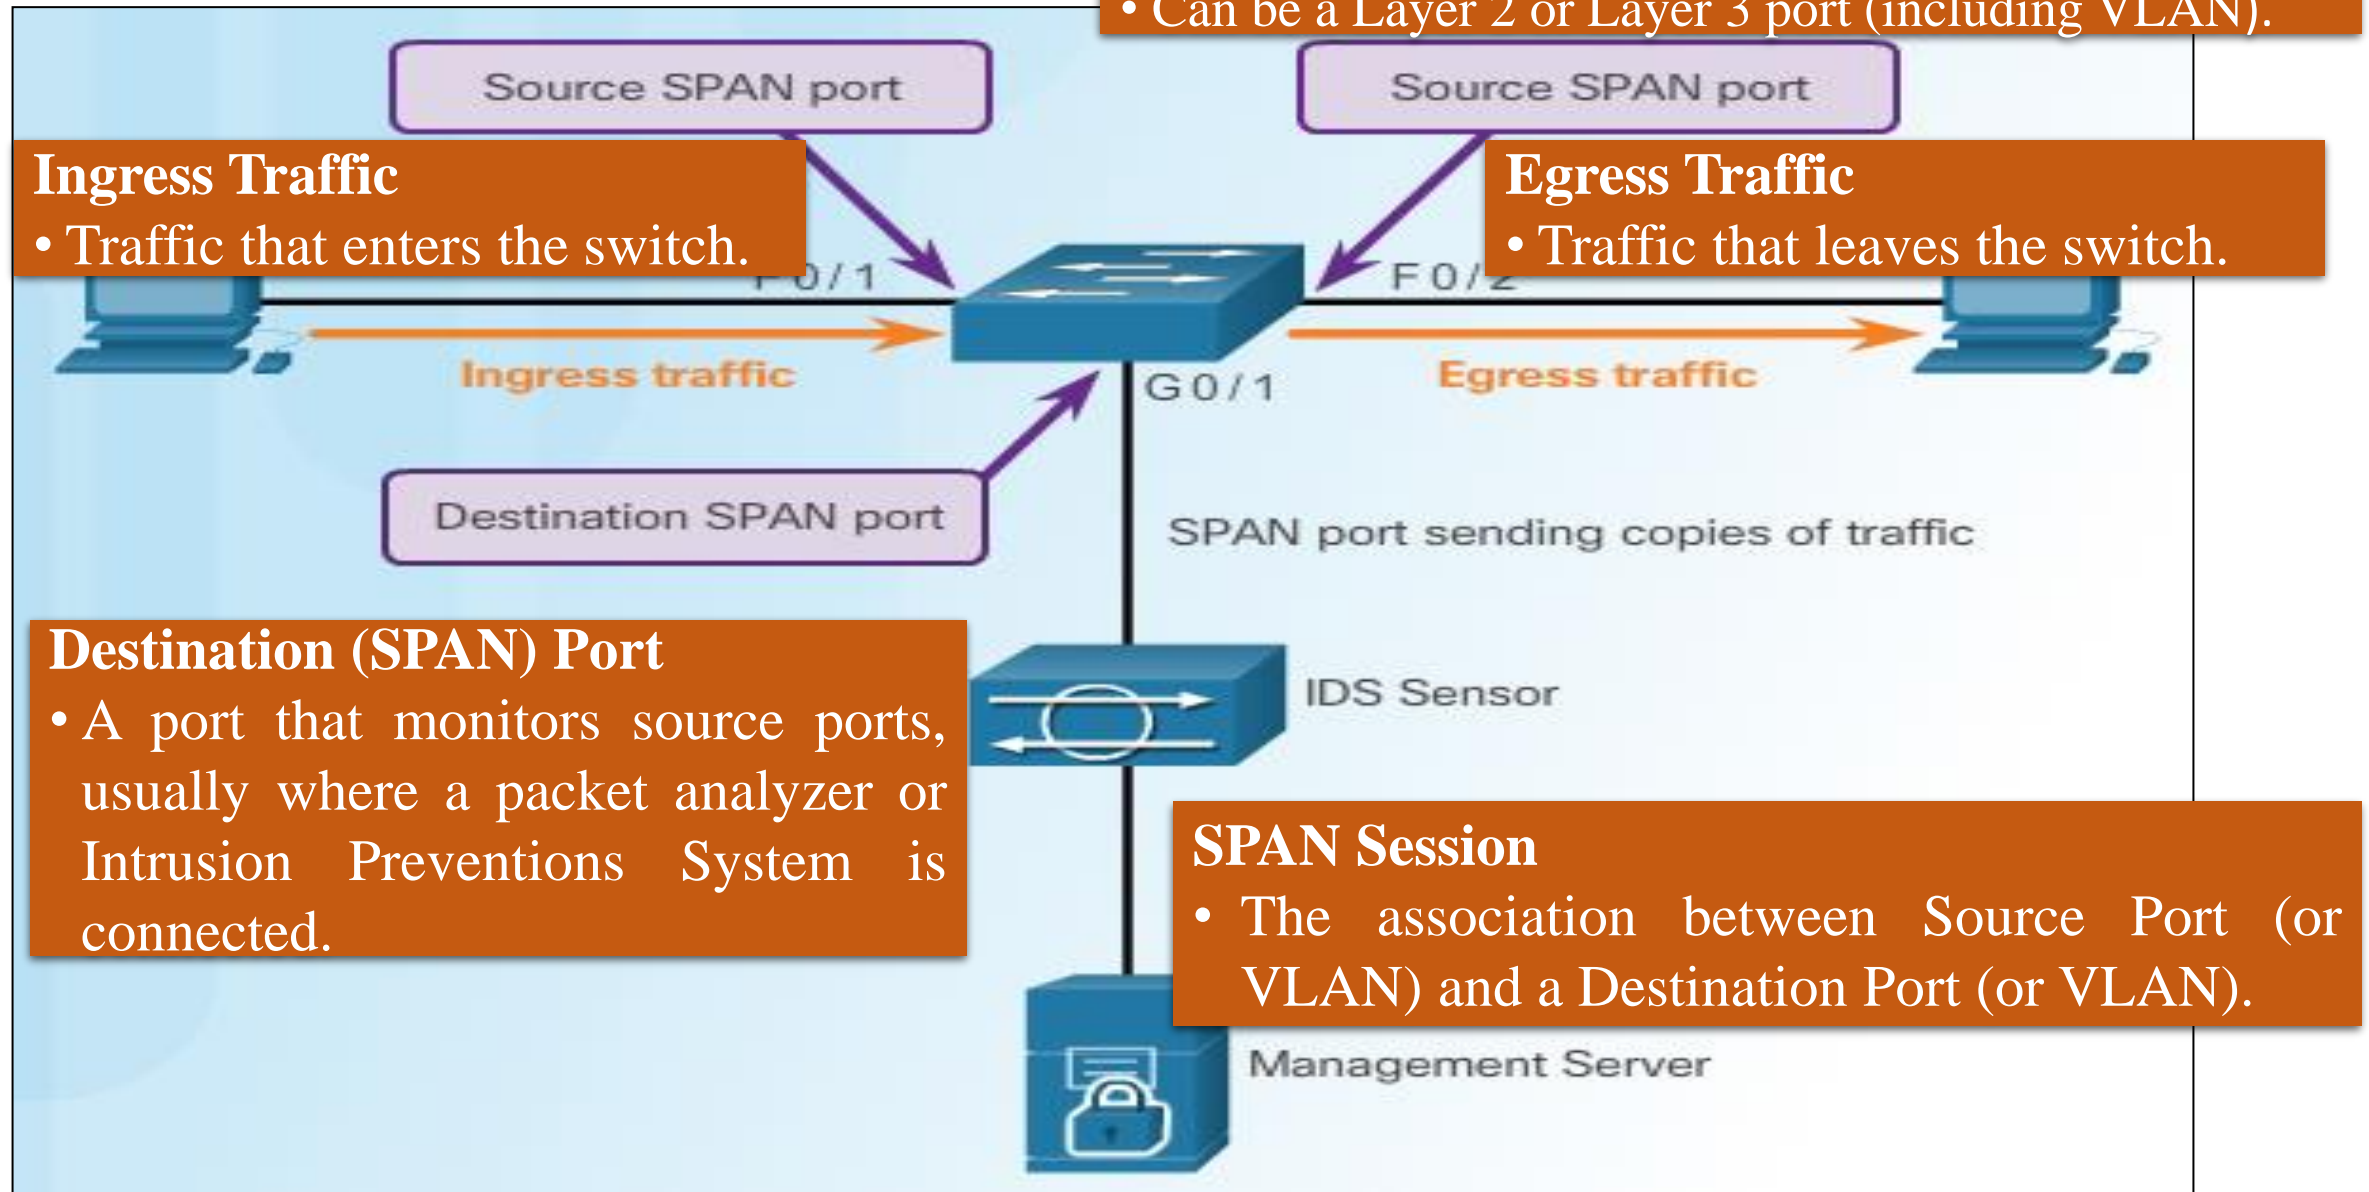 • Can be a Layer 2 or Layer 3 port (including VLAN).
Source SPAN port
Source SPAN port
Ingress Traffic
• Traffic that enters the switch.
Egress Traffic
• Traffic that leaves the switch.
F0/1
F0/2
Ingress traffic
Egress traffic
G0/1
Destination SPAN port
SPAN port sending copies of traffic
Destination (SPAN) Port
• A port that monitors source ports,
usually where a packet analyzer or
Intrusion Preventions System is
connected.
IDS Sensor
SPAN Session
• The association between Source Port (or
VLAN) and a Destination Port (or VLAN).
Management Server